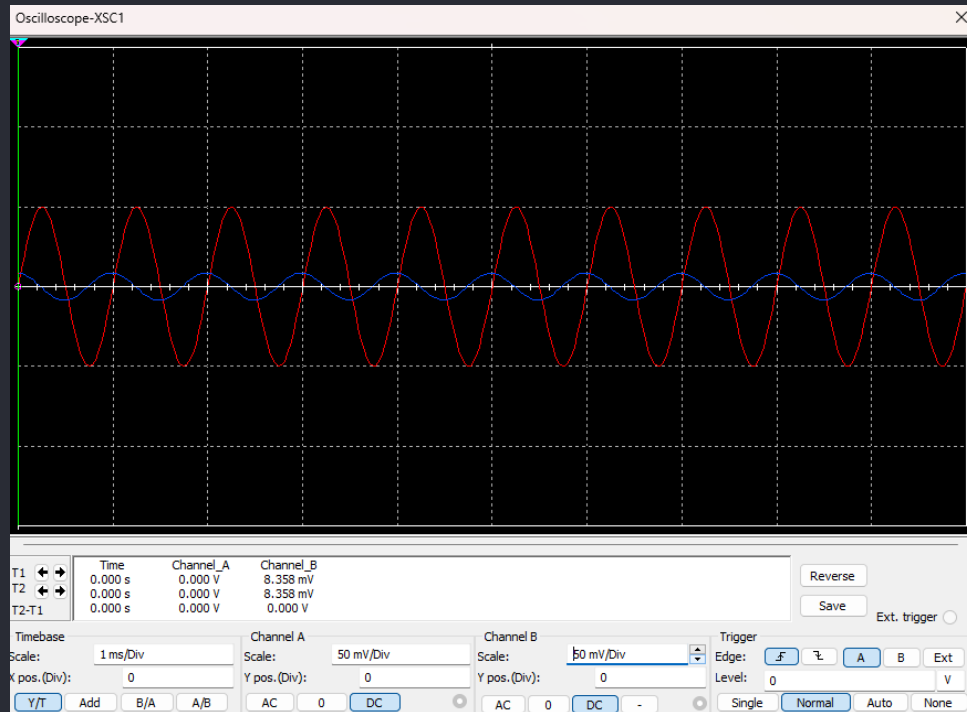 Oscilloscope-XSC1
Time Channel_A Channel_B
T1 0.000 s 0.000 V 8.358 mV
T2 0.000 s 0.000 V 8.358 mV
T2-T1 0.000 s 0.000 V 0.000 V
Reverse
Save
Ext. trigger
Timebase Channel A Channel B Trigger
Scale: 1 ms/Div Scale: 50 mV/Div Scale: 50 mV/Div Edge: A B Ext
X pos.(Div): 0 Y pos.(Div): 0 Y pos.(Div): 0 Level: 0 V
Y/T Add B/A A/B AC 0 DC AC 0 DC - Single Normal Auto None